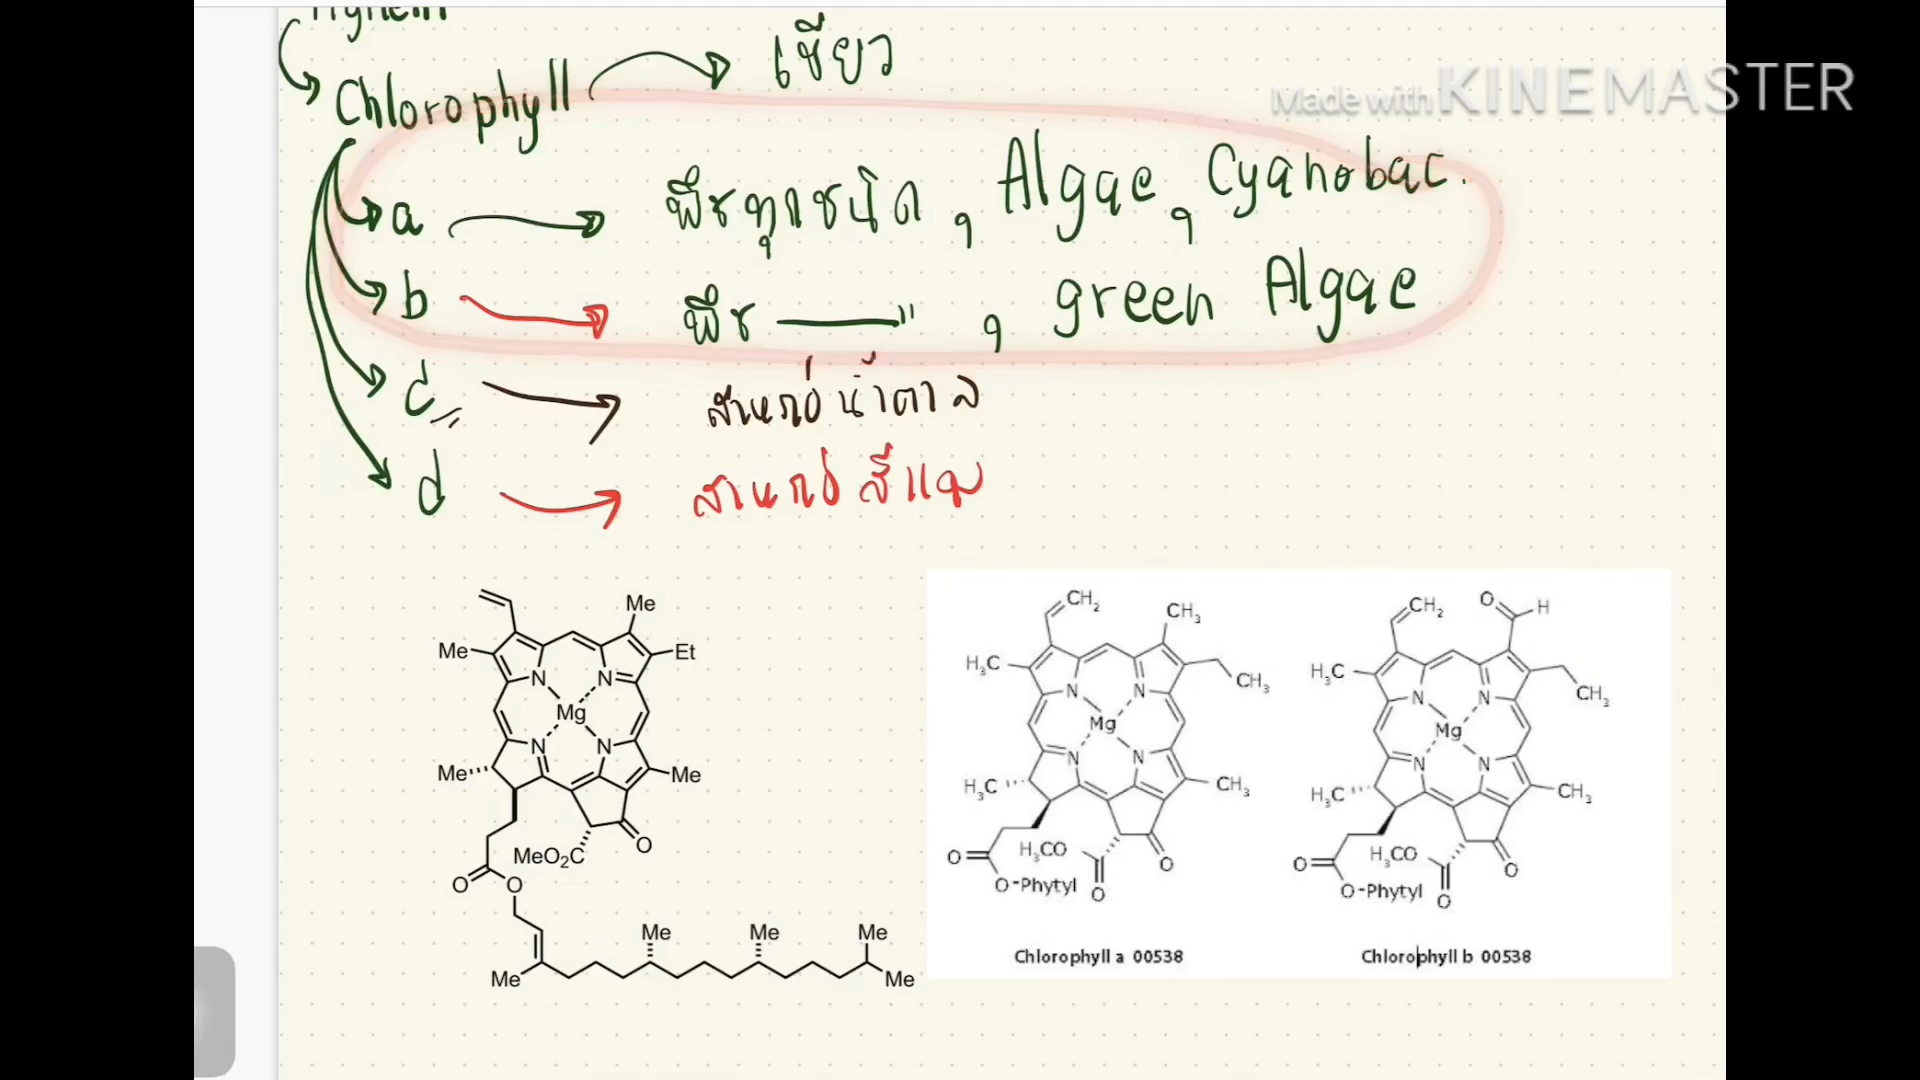 Chlorophyll เขียว
Made with KINEMASTER
a พืชทุกชนิด , Algae , Cyanobac.
b พืช ——" , green Algae
c สาหร่ายน้ำตาล
d สาหร่ายสีแดง
Me
Me Et
N N
Mg
N N
Me Me
MeO2C O
O O
Me Me Me
Me Me
CH2 CH3
H3C CH3
N N
Mg
N N
H3C CH3
O H3CO O
O-Phytyl O
Chlorophyll a 00538
CH2 O H
H3C CH3
N N
Mg
N N
H3C CH3
O H3CO O
O-Phytyl O
Chlorophyll b 00538